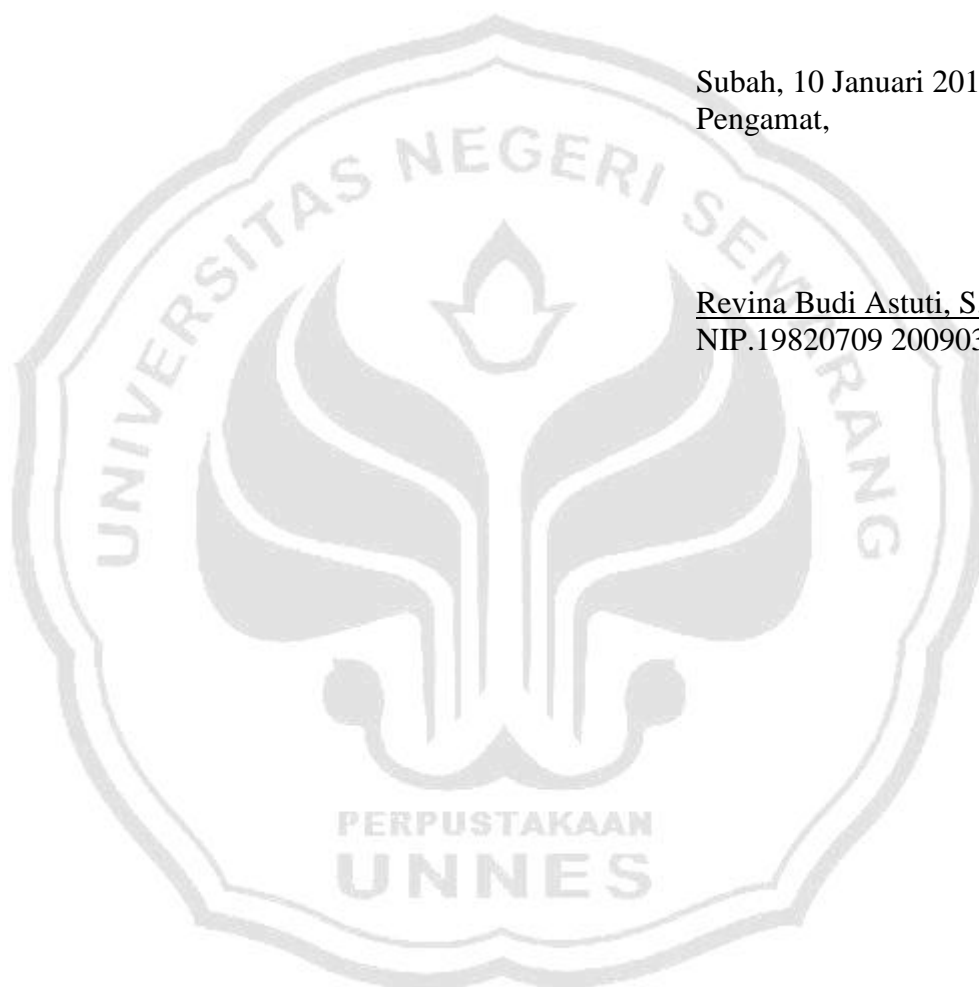 Subah, 10 Januari 201
Pengamat,
Revina Budi Astuti, S
NIP.19820709 200903
UNIVERSITAS NEGERI SEMARANG
PERPUSTAKAAN
UNNES